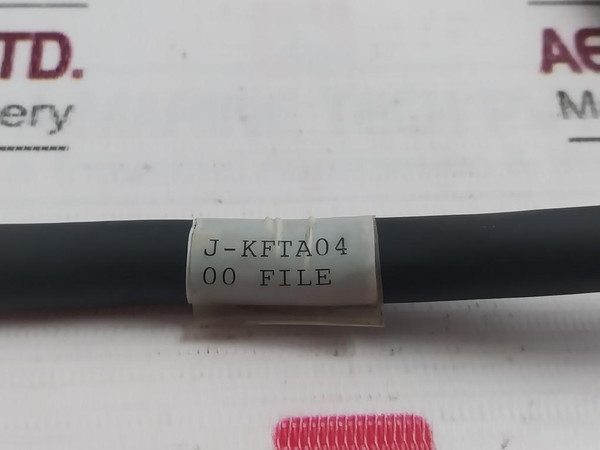 TD.
ery
AE
M
J-KFTA04
00 FILE